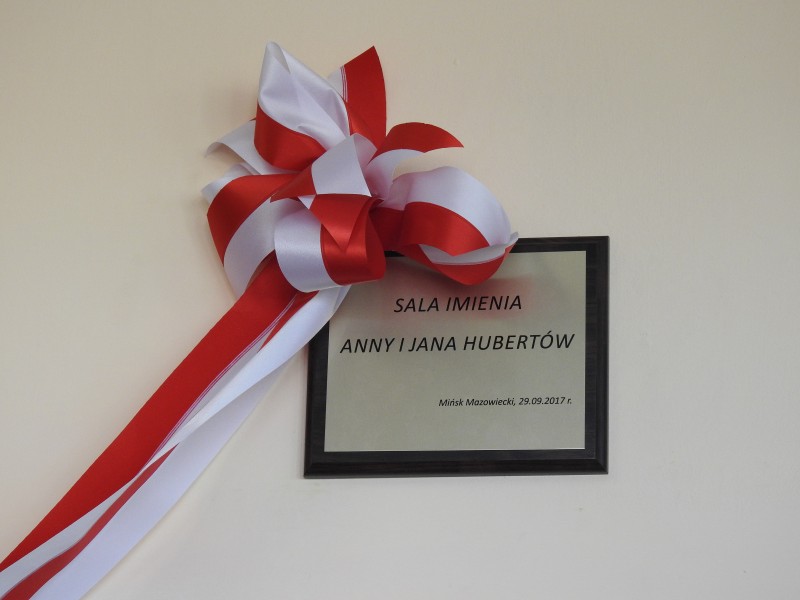 SALA IMIENIA
ANNY I JANA HUBERTÓW
Mińsk Mazowiecki, 29.09.2017 r.